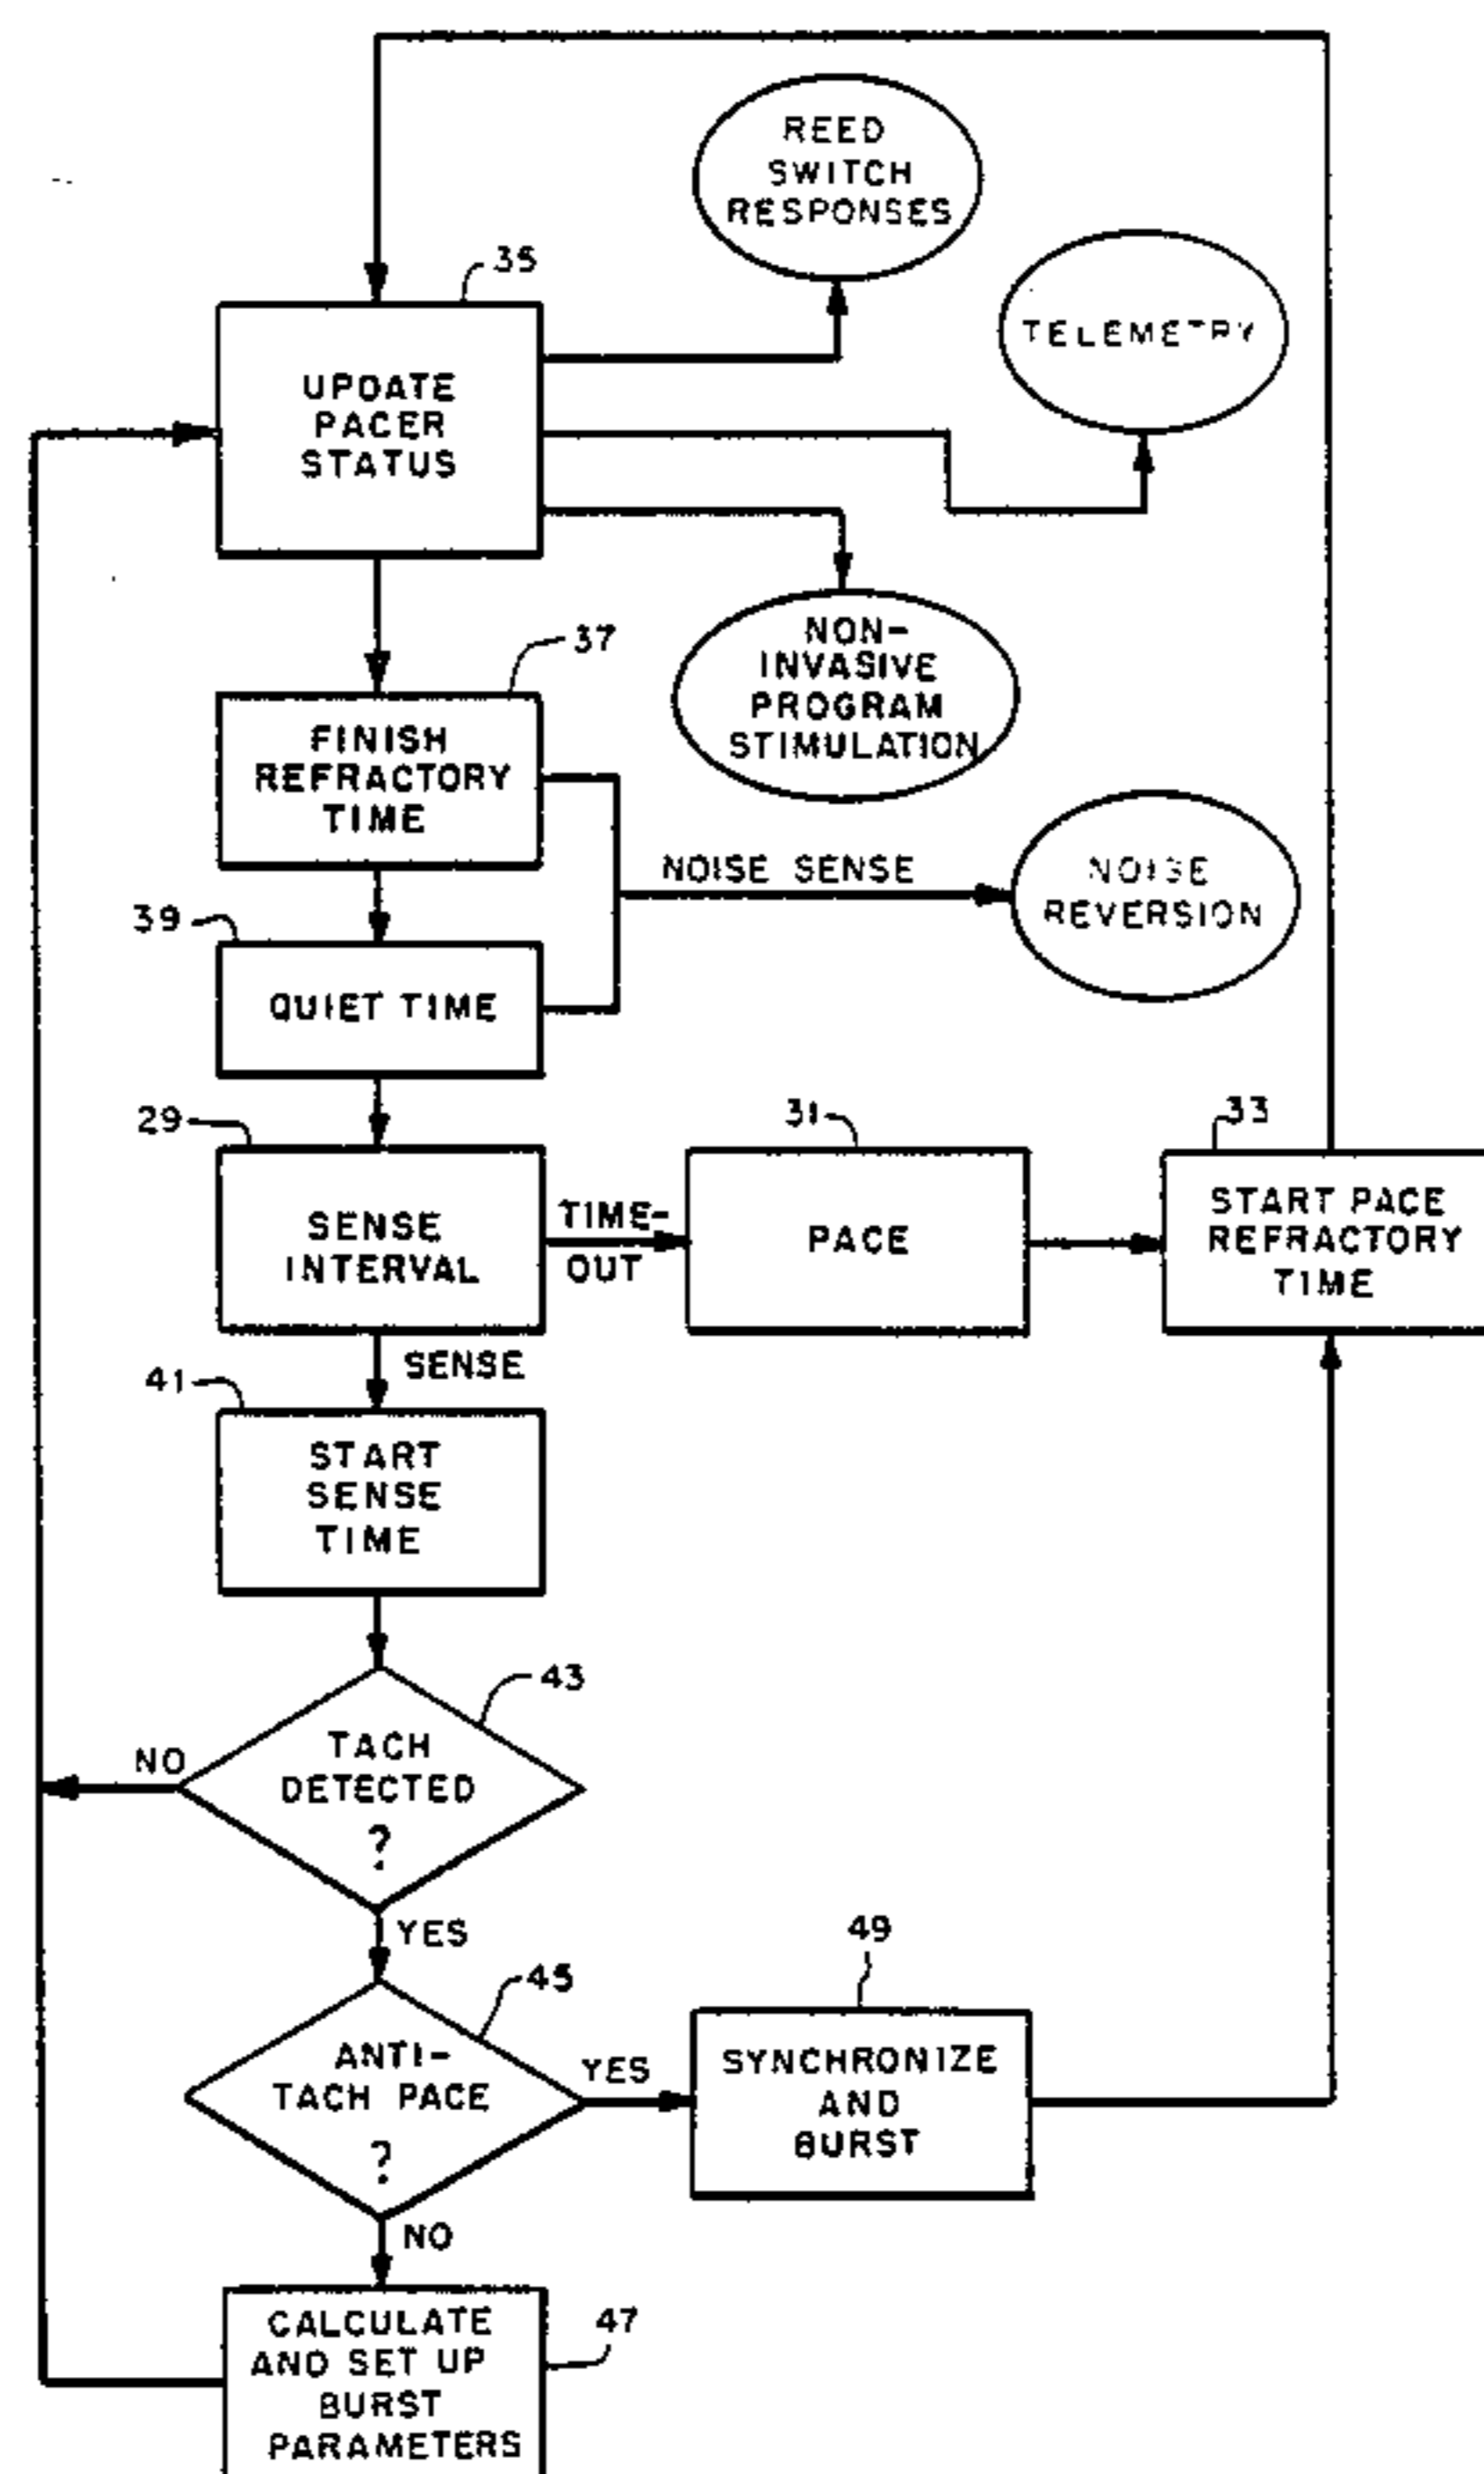 REED
SWITCH
RESPONSES
35
TELEMETRY
UPDATE
PACER
STATUS
37
NON-
INVASIVE
PROGRAM
STIMULATION
FINISH
REFRACTORY
TIME
NOISE SENSE
NOISE
REVERSION
39
QUIET TIME
29
31
33
SENSE
INTERVAL
TIME-
OUT
PACE
START PACE
REFRACTORY
TIME
SENSE
41
START
SENSE
TIME
43
NO
TACH
DETECTED
?
YES
45
49
ANTI-
TACH PACE
?
YES
SYNCHRONIZE
AND
BURST
NO
47
CALCULATE
AND SET UP
BURST
PARAMETERS